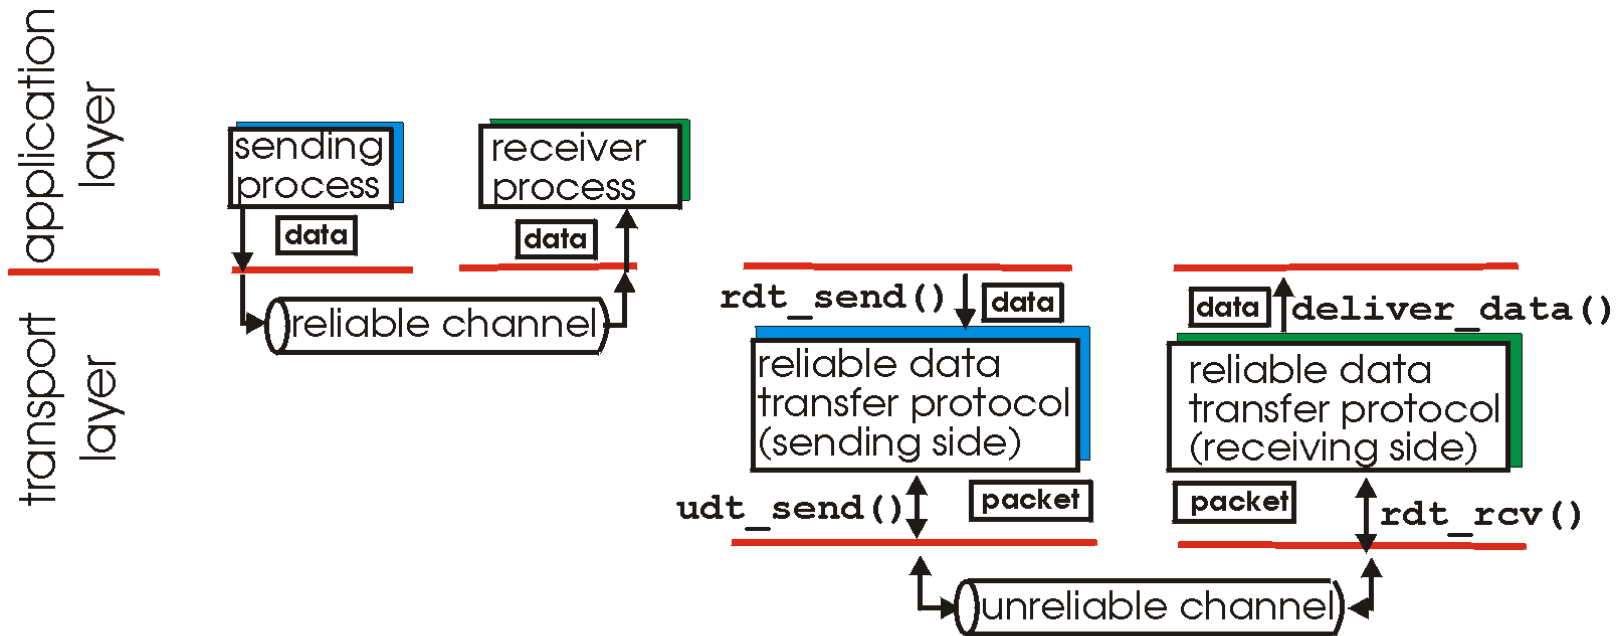 application
layer
transport
layer
sending
process
data
receiver
process
data
reliable channel
rdt_send()
data
reliable data
transfer protocol
(sending side)
udt_send()
packet
data
deliver_data()
reliable data
transfer protocol
(receiving side)
packet
rdt_rcv()
unreliable channel